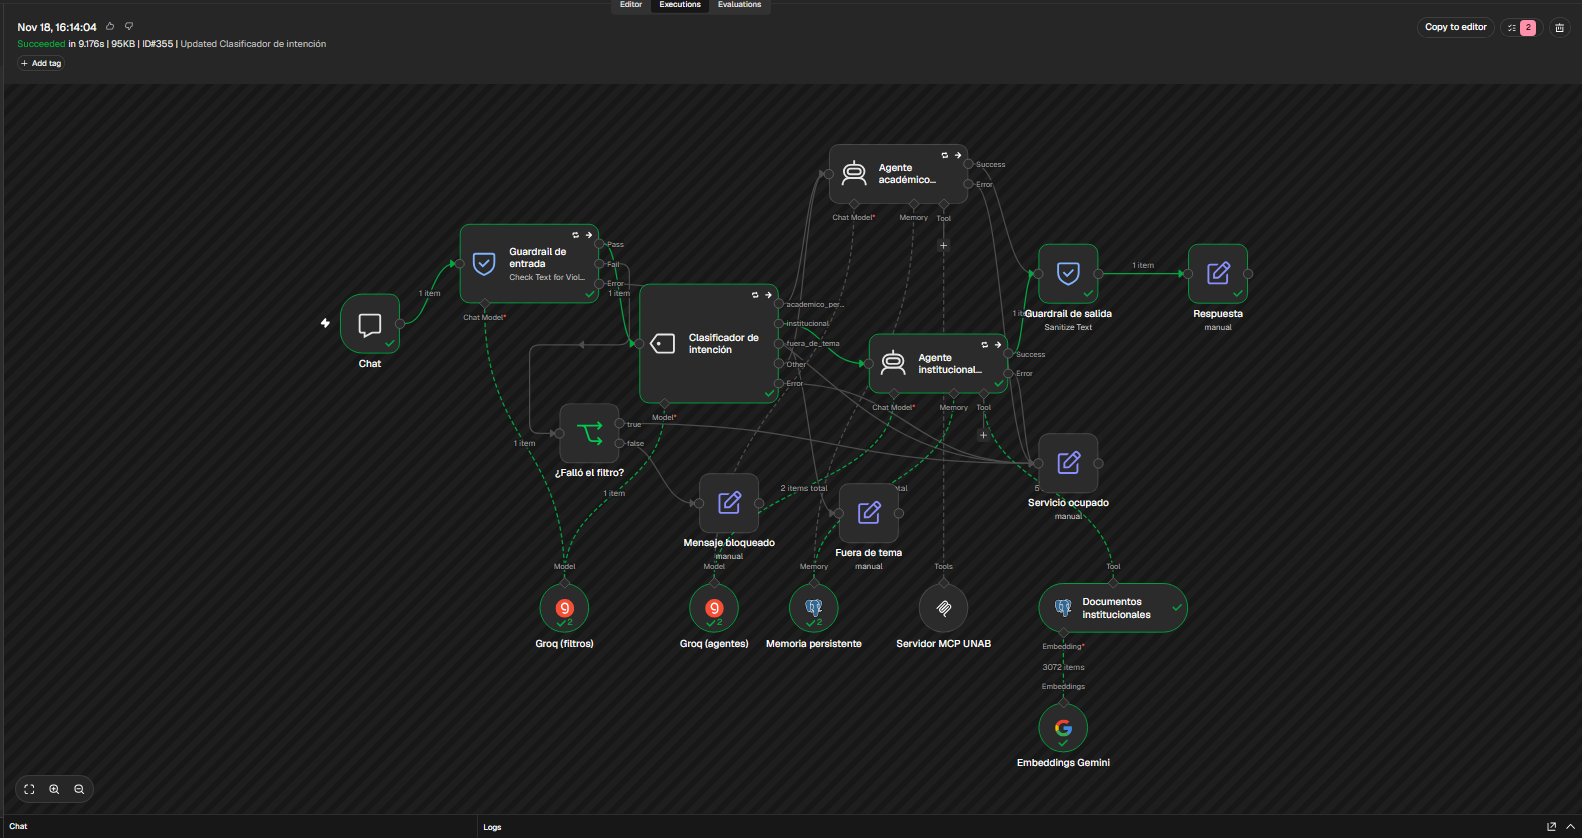 Editor
Executions
Evaluations
Nov 18, 16:14:04
Succeeded in 9.176s | 95KB | ID#355 | Updated Clasificador de intención
+ Add tag
Copy to editor
2
Agente
académico...
Success
Error
Chat Model*
Memory
Tool
+
Guardrail de
entrada
Check Text for Viol...
Pass
Fail
Error
1 item
1 item
Chat Model*
Chat
Clasificador de
intención
academico_per...
institucional
fuera_de_tema
Other
Error
Model*
Agente
institucional...
Success
Error
Chat Model*
Memory
Tool
+
Guardrail de salida
Sanitize Text
1 item
Respuesta
manual
¿Falló el filtro?
true
false
1 item
1 item
Mensaje bloqueado
manual
2 items total
Fuera de tema
manual
Servicio ocupado
manual
5
Model
Groq (filtros)
2
Model
Groq (agentes)
2
Memory
Memoria persistente
2
Tools
Servidor MCP UNAB
Tool
Documentos
institucionales
Embedding*
3072 items
Embeddings
Embeddings Gemini
Chat
Logs